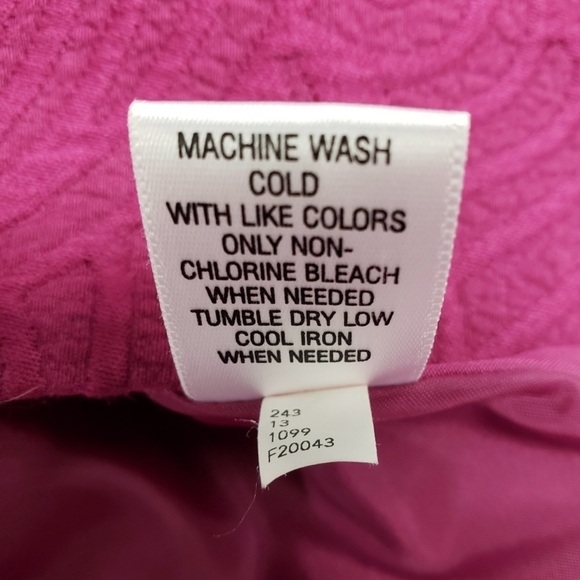 MACHINE WASH
COLD
WITH LIKE COLORS
ONLY NON-
CHLORINE BLEACH
WHEN NEEDED
TUMBLE DRY LOW
COOL IRON
WHEN NEEDED
243
13
1099
F20043